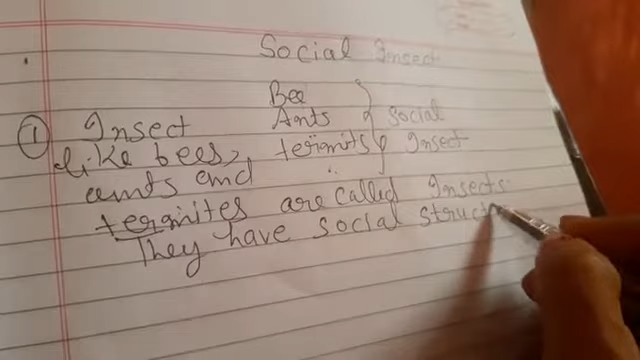 Social Insect
Bee
Ants
termits
Social
Insect
① Insect
like bees,
ants and
termites are called Insects.
They have social struct